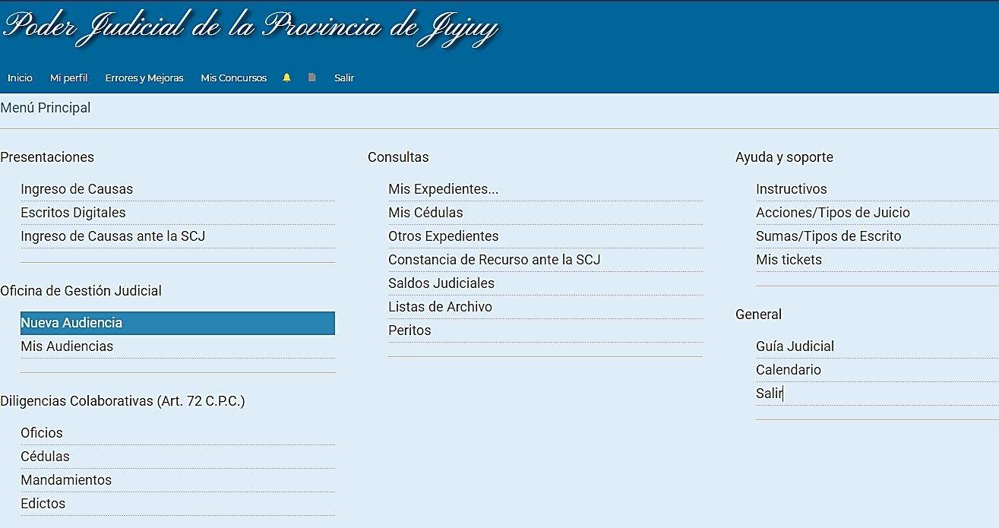 Poder Judicial de la Provincia de Jujuy
Inicio Mi perfil Errores y Mejoras Mis Concursos Salir
Menú Principal
Presentaciones
Ingreso de Causas
Escritos Digitales
Ingreso de Causas ante la SCJ
Oficina de Gestión Judicial
Nueva Audiencia
Mis Audiencias
Diligencias Colaborativas (Art. 72 C.P.C.)
Oficios
Cédulas
Mandamientos
Edictos
Consultas
Mis Expedientes...
Mis Cédulas
Otros Expedientes
Constancia de Recurso ante la SCJ
Saldos Judiciales
Listas de Archivo
Peritos
Ayuda y soporte
Instructivos
Acciones/Tipos de Juicio
Sumas/Tipos de Escrito
Mis tickets
General
Guía Judicial
Calendario
Salir